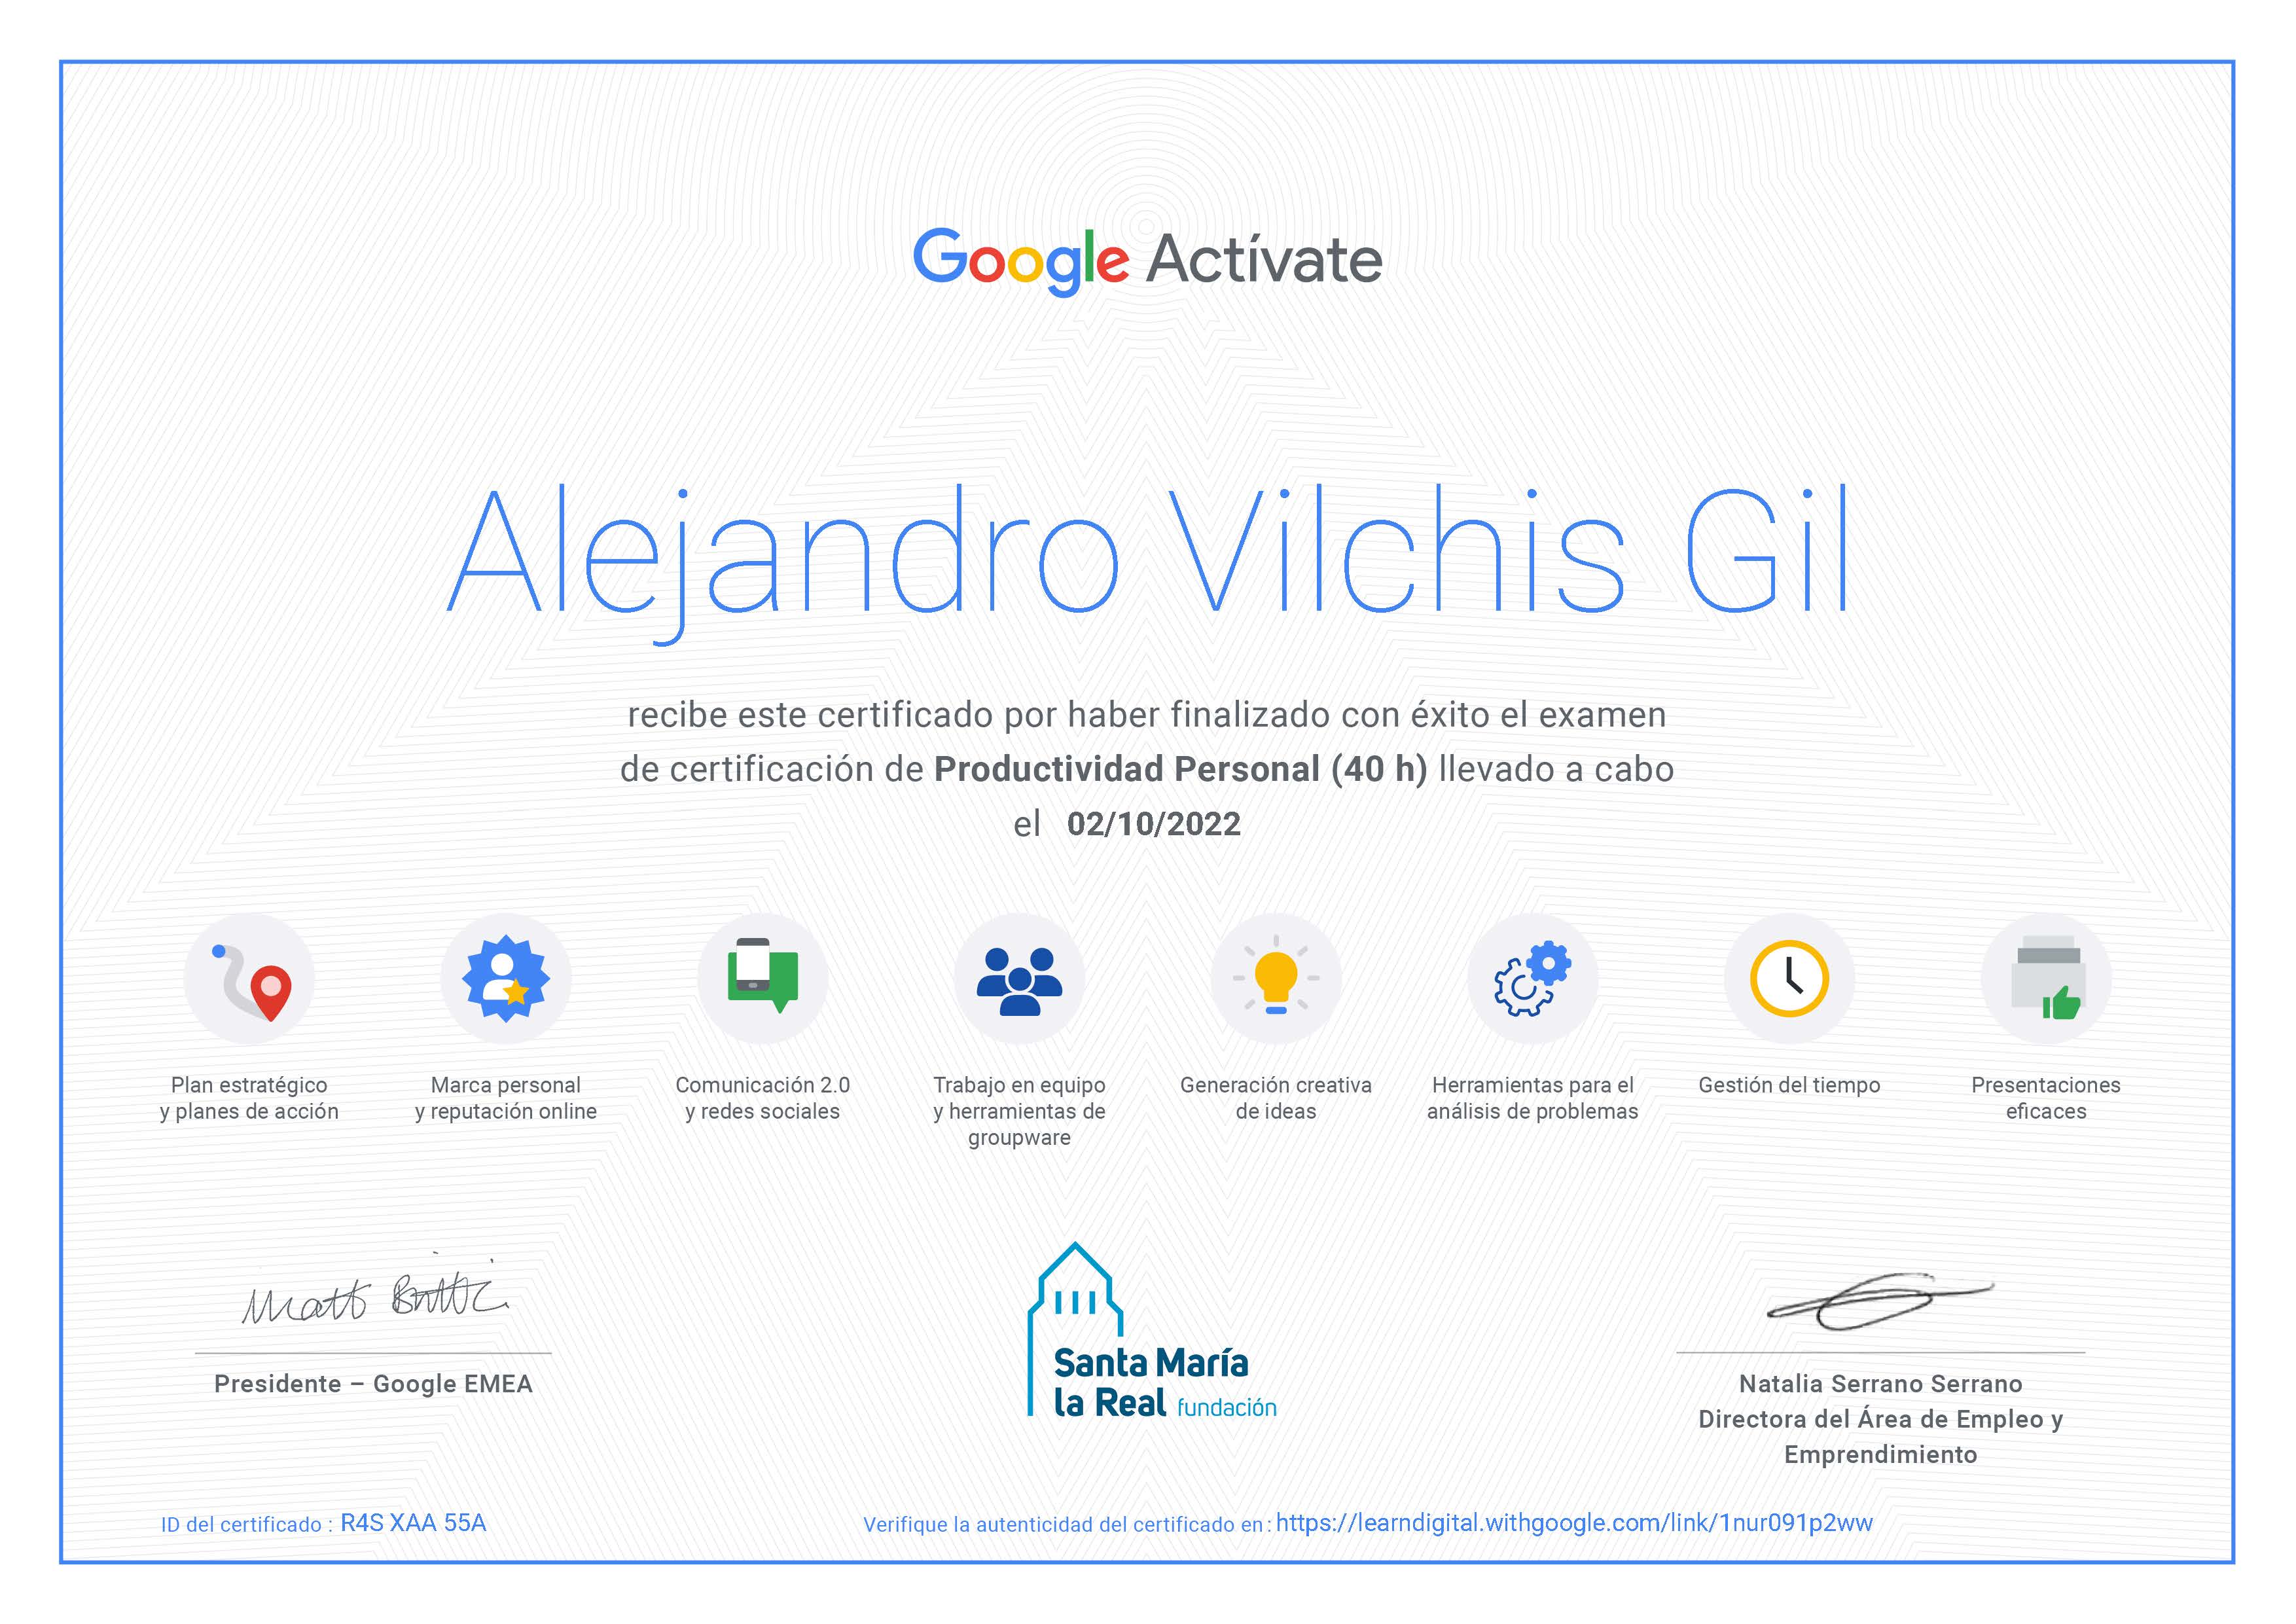 Google Actívate
Alejandro Vilchis Gil
recibe este certificado por haber finalizado con éxito el examen
de certificación de Productividad Personal (40 h) llevado a cabo
el 02/10/2022
Plan estratégico
y planes de acción
Marca personal
y reputación online
Comunicación 2.0
y redes sociales
Trabajo en equipo
y herramientas de
groupware
Generación creativa
de ideas
Herramientas para el
análisis de problemas
Gestión del tiempo
Presentaciones
eficaces
Matt Brittin
Presidente – Google EMEA
Santa María
la Real fundación
Natalia Serrano Serrano
Directora del Área de Empleo y
Emprendimiento
ID del certificado : R4S XAA 55A
Verifique la autenticidad del certificado en : https://learndigital.withgoogle.com/link/1nur091p2ww